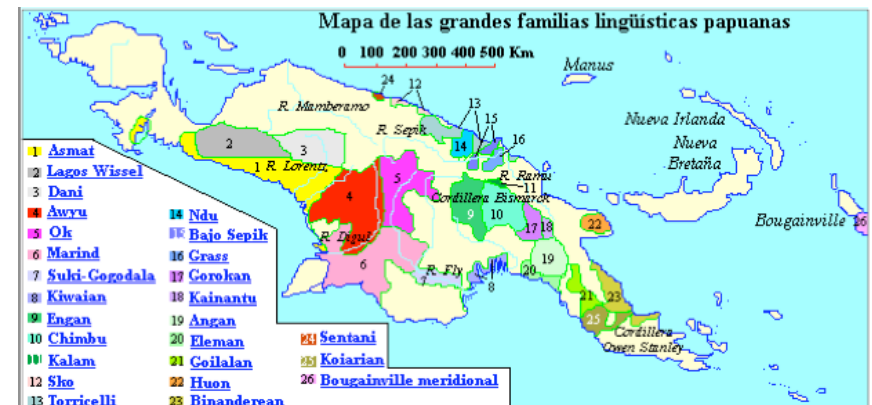 Mapa de las grandes familias lingüísticas papuanas
0 100 200 300 400 500 Km
Manus
24
12
R. Mamberamo
13
15
Nueva Irlanda
R. Sepik
16
Nueva
Bretaña
2
3
14
1
R. Lorentz
R. Ramu
11
5
Cordillera Bismarck
4
9
10
17
18
22
Bougainville
26
R. Digul
6
R. Fly
7
8
19
20
21
23
25
Cordillera
Owen Stanley
1 Asmat
2 Lagos Wissel
3 Dani
4 Awyu
5 Ok
6 Marind
7 Suki-Gogodala
8 Kiwaian
9 Engan
10 Chimbu
Kalam
12 Sko
13 Torricelli
14 Ndu
Bajo Sepik
16 Grass
17 Gorokan
18 Kainantu
19 Angan
20 Eleman
21 Goilalan
22 Huon
23 Binanderean
24 Sentani
25 Koiarian
26 Bougainville meridional